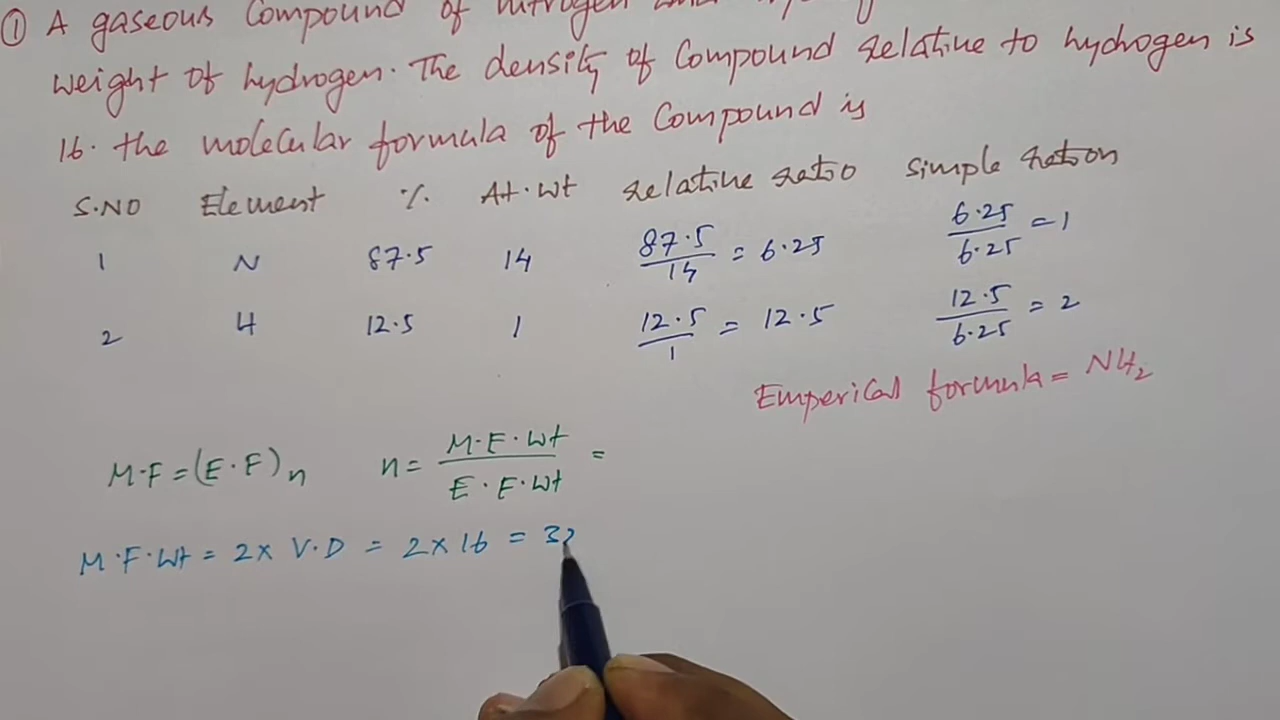 ① A gaseous Compound of nitrogen
weight of hydrogen. The density of Compound relative to hydrogen is
16. the molecular formula of the Compound is
S.NO Element % At.Wt relative ratio simple ration
1 N 87.5 14 87.5/14 = 6.25 6.25/6.25 = 1
2 H 12.5 1 12.5/1 = 12.5 12.5/6.25 = 2
Emperical formula = NH₂
M.F = (E.F)n n = M.F.Wt/E.F.Wt =
M.F.Wt = 2 x V.D = 2 x 16 = 32